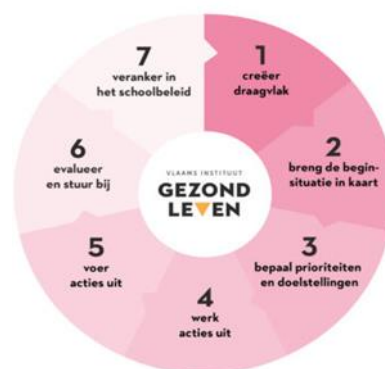 1
creëer
draagvlak
2
breng de begin-
situatie in kaart
3
bepaal prioriteiten
en doelstellingen
4
werk
acties uit
5
voer
acties uit
6
evalueer
en stuur bij
7
veranker in
het schoolbeleid
VLAAMS INSTITUUT
GEZOND
LEVEN